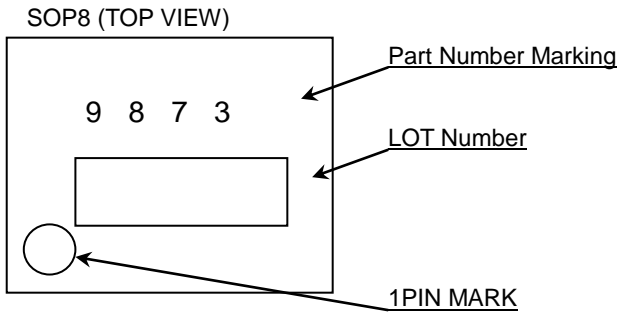 SOP8 (TOP VIEW)
Part Number Marking
9 8 7 3
LOT Number
1PIN MARK